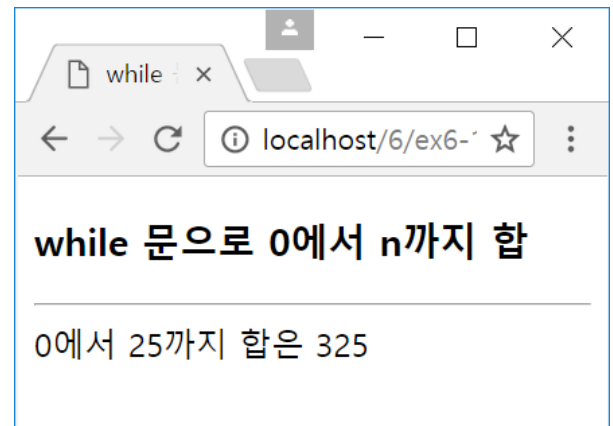 while
localhost/6/ex6-1
while 문으로 0에서 n까지 합
0에서 25까지 합은 325